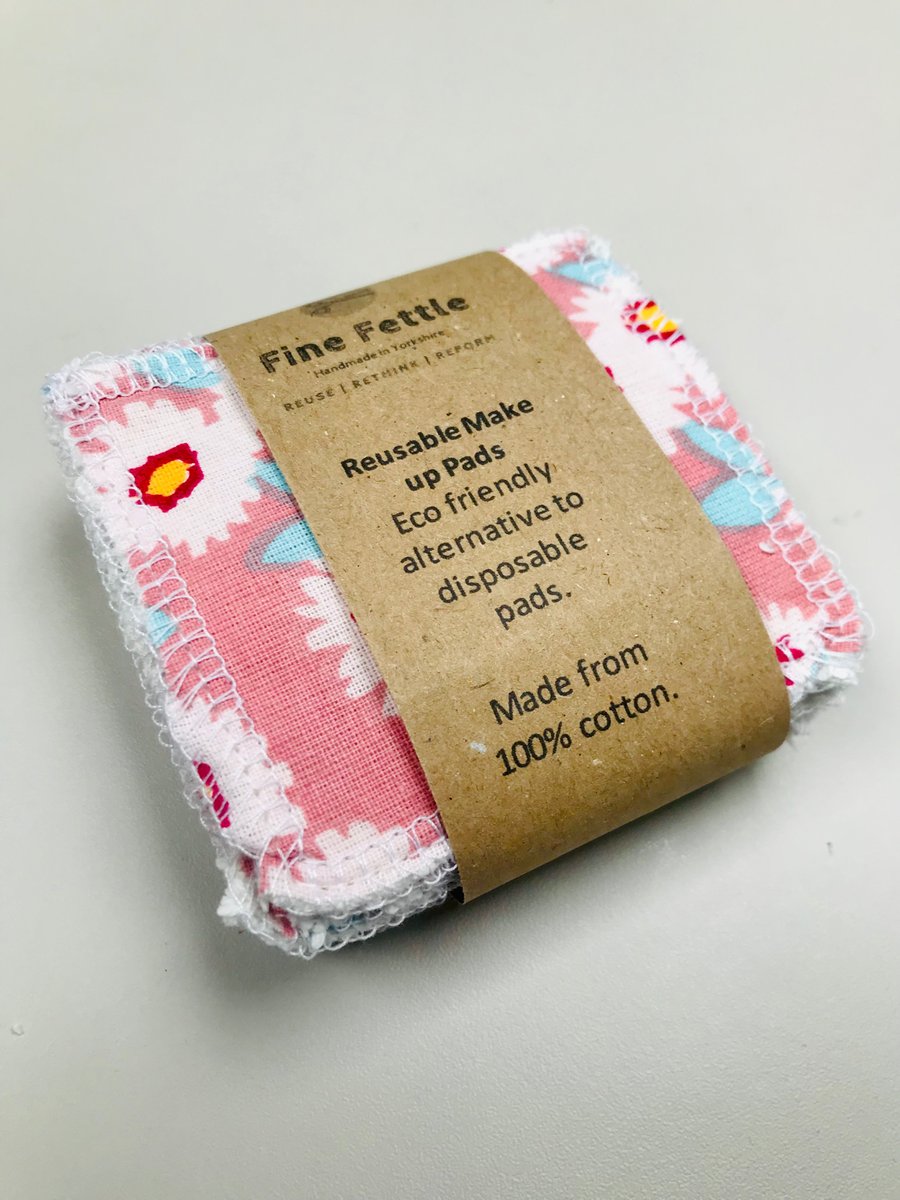 Fine Fettle
Handmade in Yorkshire
REUSE | RETHINK | REFORM
Reusable Make
up Pads
Eco friendly
alternative to
disposable
pads.
Made from
100% cotton.